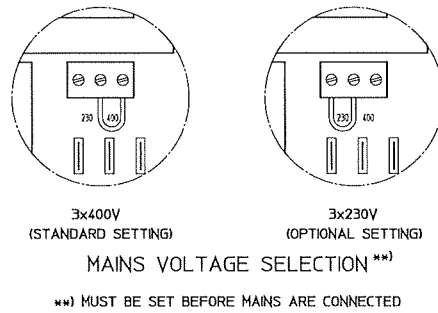 230 400
230 400
3x400V
(STANDARD SETTING)
3x230V
(OPTIONAL SETTING)
MAINS VOLTAGE SELECTION **)
**) MUST BE SET BEFORE MAINS ARE CONNECTED